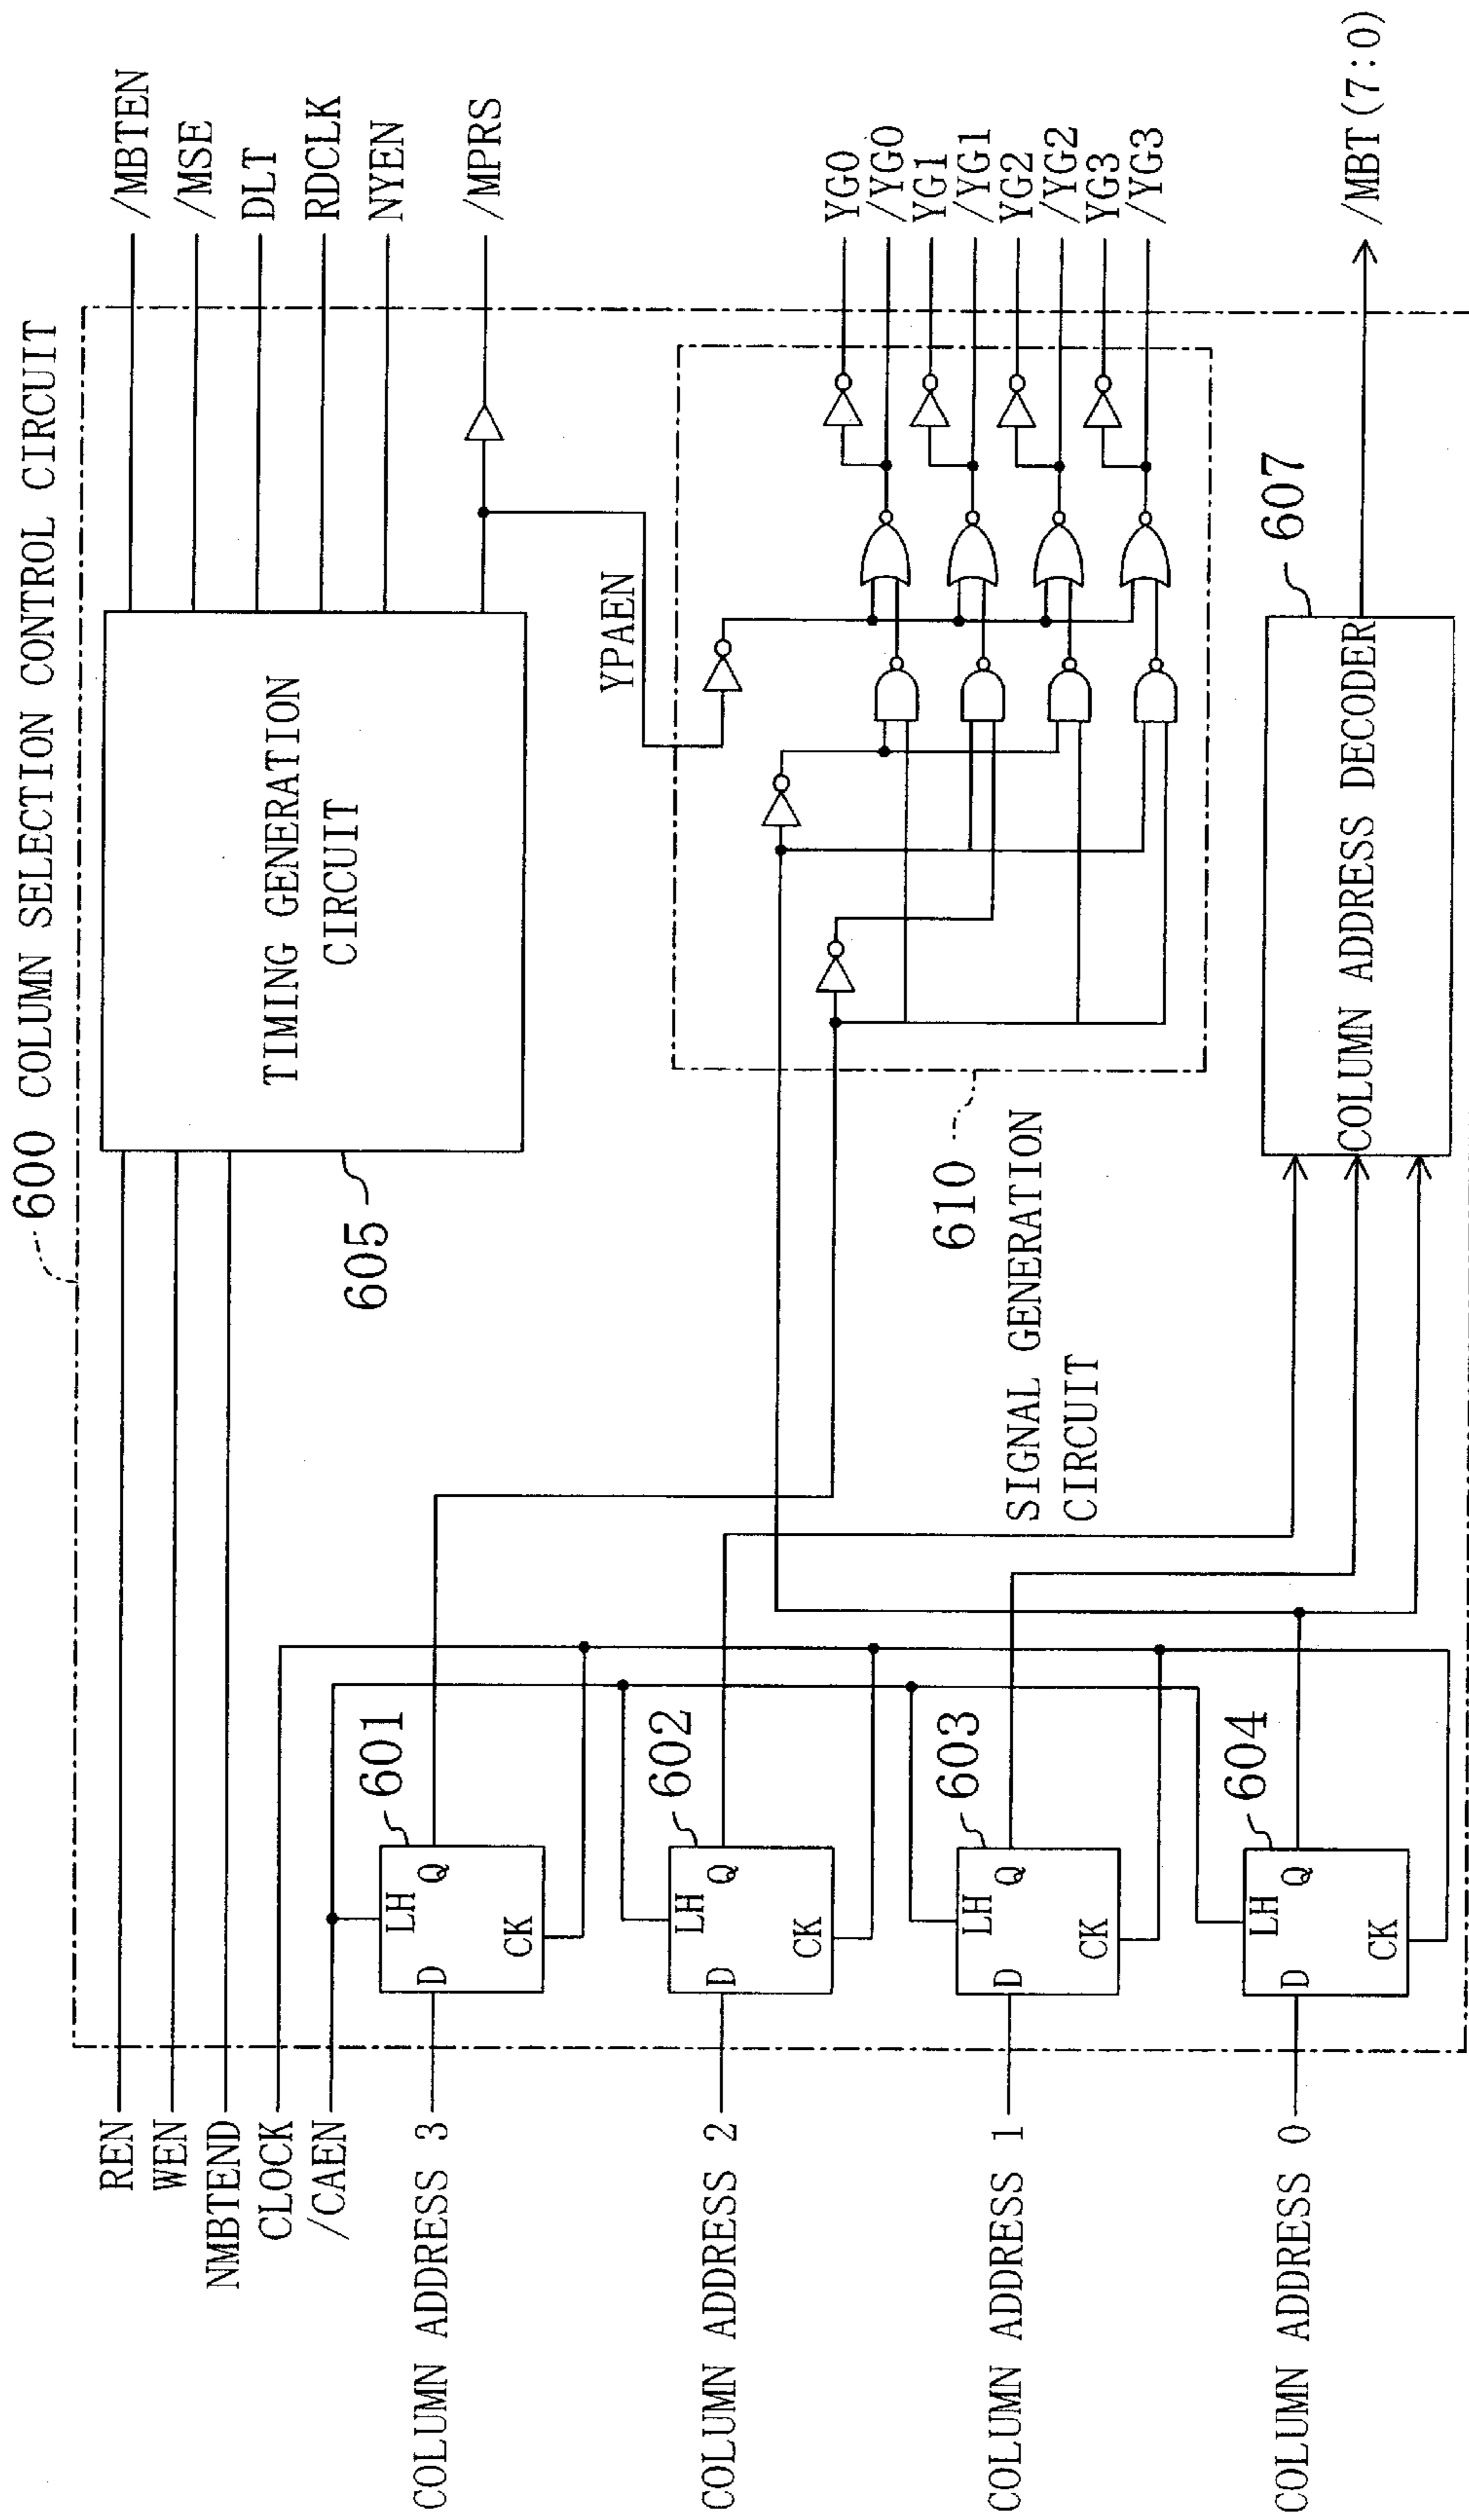 600 COLUMN SELECTION CONTROL CIRCUIT
REN
WEN
NMBTEND
CLOCK
/CAEN
COLUMN ADDRESS 3
COLUMN ADDRESS 2
COLUMN ADDRESS 1
COLUMN ADDRESS 0
601
LH
D
Q
CK
602
LH
D
Q
CK
603
LH
D
Q
CK
604
LH
D
Q
CK
605
TIMING GENERATION
CIRCUIT
YPAEN
610
SIGNAL GENERATION
CIRCUIT
607
COLUMN ADDRESS DECODER
/MBTEN
/MSE
DLT
RDCLK
NYEN
/MPRS
YG0
/YG0
YG1
/YG1
YG2
/YG2
YG3
/YG3
/MBT(7:0)